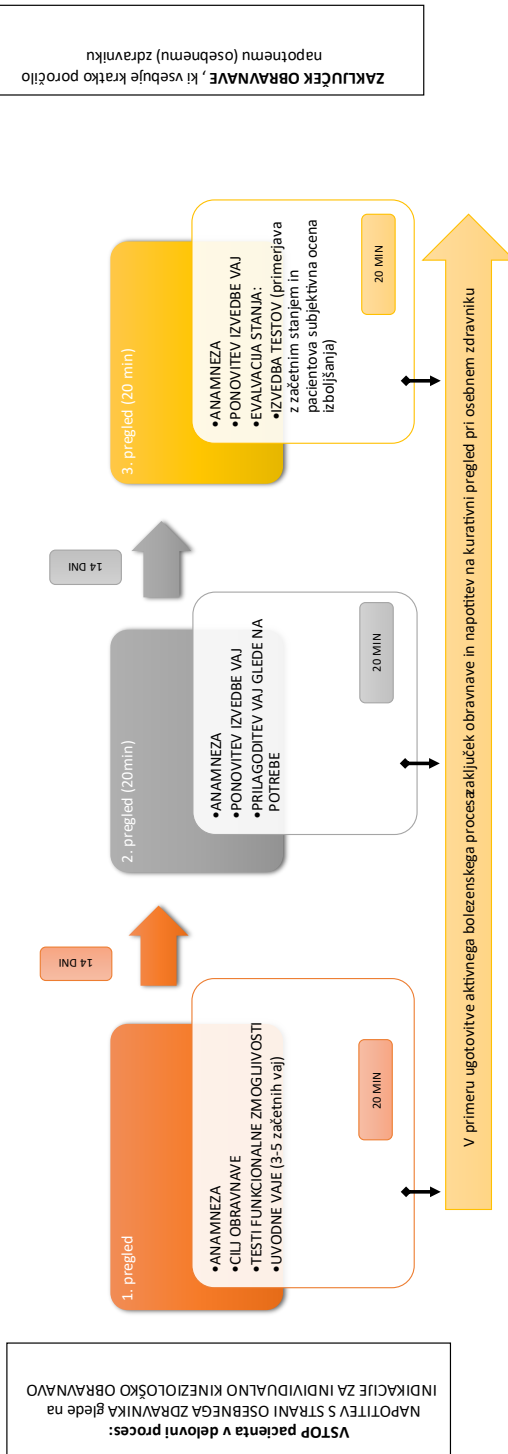 VSTOP pacienta v delovni proces:
NAPOTITEV S STRANI OSEBNEGA ZDRAVNIKA glede na
INDIKACIJE ZA INDIVIDUALNO KINEZIOLOŠKO OBRAVNAVO
1. pregled
•ANAMNEZA
•CILJ OBRAVNAVE
•TESTI FUNKCIONALNE ZMOGLJIVOSTI
•UVODNE VAJE (3-5 začetnih vaj)
20 MIN
14 DNI
2. pregled (20min)
•ANAMNEZA
•PONOVITEV IZVEDBE VAJ
•PRILAGODITEV VAJ GLEDE NA
POTREBE
20 MIN
14 DNI
3. pregled (20 min)
•ANAMNEZA
•PONOVITEV IZVEDBE VAJ
•EVALVACIJA STANJA:
•IZVEDBA TESTOV (primerjava
z začetnim stanjem in
pacientova subjektivna ocena
izboljšanja)
20 MIN
V primeru ugotovitve aktivnega bolezenskega procesa zaključek obravnave in napotitev na kurativni pregled pri osebnem zdravniku
ZAKLJUČEK OBRAVNAVE , ki vsebuje kratko poročilo
napotnemu (osebnemu) zdravniku